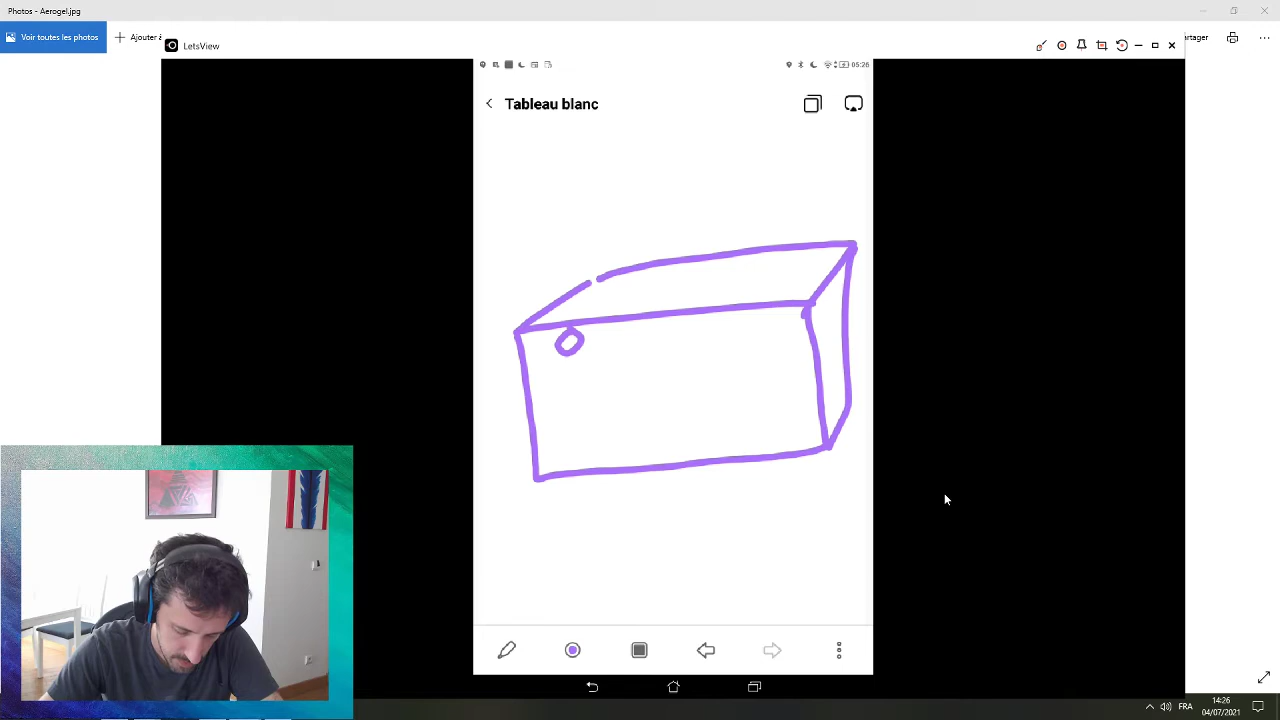 Photos - Aerogel.jpg
Voir toutes les photos
Ajouter à
artager
LetsView
05:26
Tableau blanc
FRA
14:26
04/07/2021